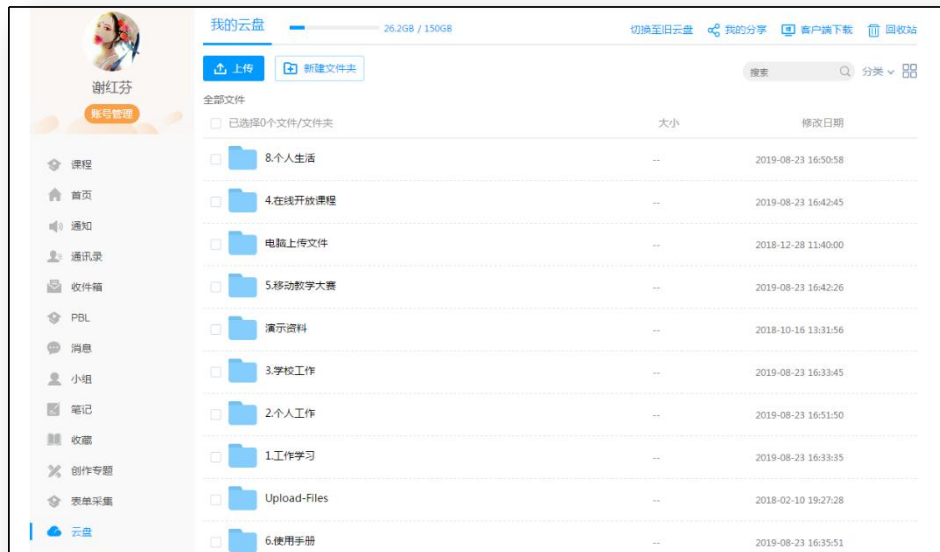 谢红芬
账号管理
课程
首页
通知
通讯录
收件箱
PBL
消息
小组
笔记
收藏
创作专题
表单采集
云盘
我的云盘 26.2GB / 150GB 切换至旧云盘 我的分享 客户端下载 回收站
上传 新建文件夹 搜索 分类
全部文件
已选择0个文件/文件夹 大小 修改日期
8.个人生活 -- 2019-08-23 16:50:58
4.在线开放课程 -- 2019-08-23 16:42:45
电脑上传文件 -- 2018-12-28 11:40:00
5.移动教学大赛 -- 2019-08-23 16:42:26
演示资料 -- 2018-10-16 13:31:56
3.学校工作 -- 2019-08-23 16:33:45
2.个人工作 -- 2019-08-23 16:51:50
1.工作学习 -- 2019-08-23 16:33:35
Upload-Files -- 2018-02-10 19:27:28
6.使用手册 -- 2019-08-23 16:35:51